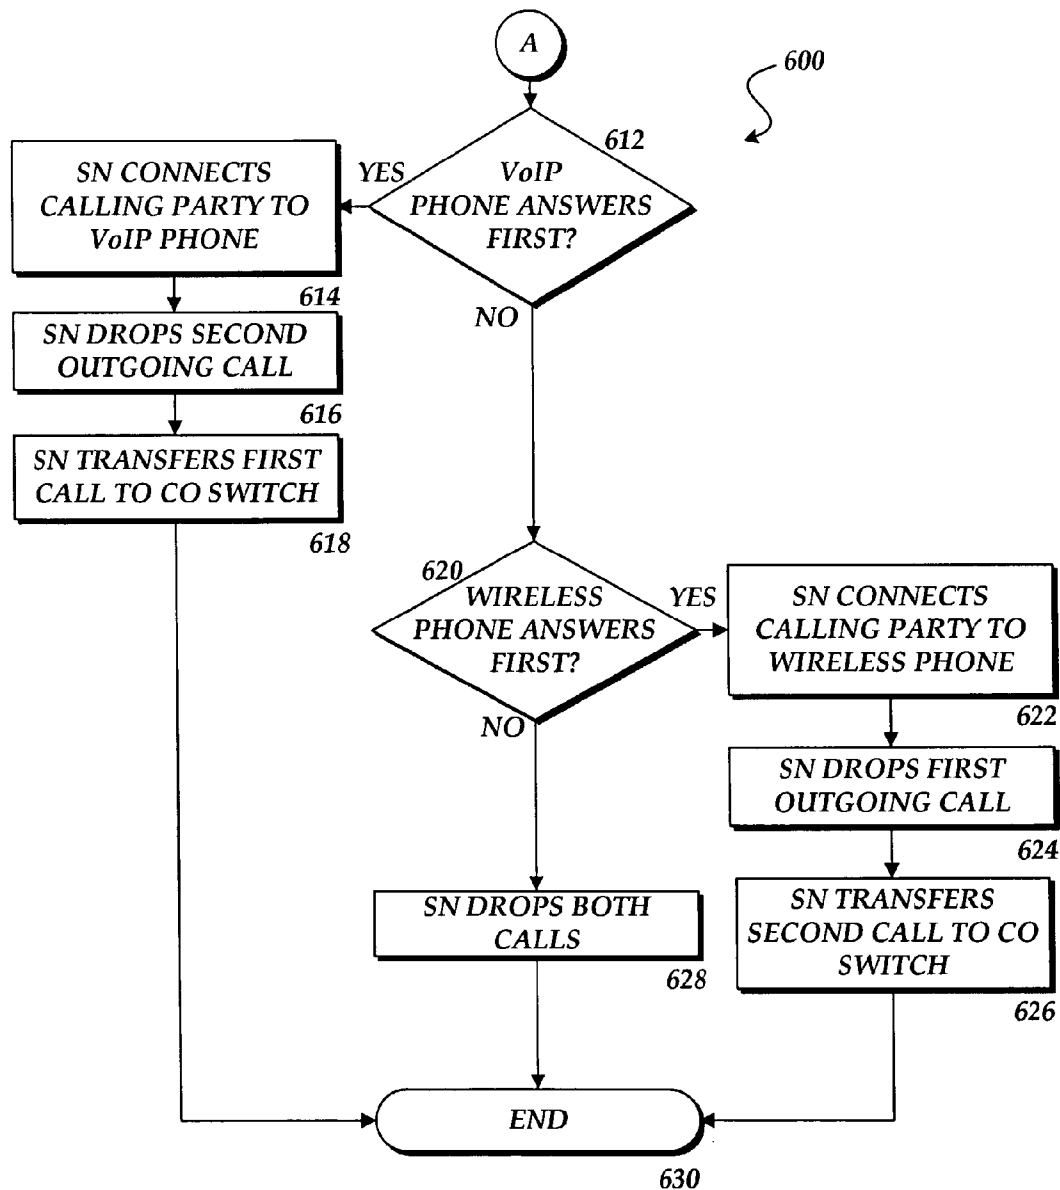 A
600
612
VoIP
PHONE ANSWERS
FIRST?
YES
SN CONNECTS
CALLING PARTY TO
VoIP PHONE
614
NO
SN DROPS SECOND
OUTGOING CALL
616
SN TRANSFERS FIRST
CALL TO CO SWITCH
618
620
WIRELESS
PHONE ANSWERS
FIRST?
YES
SN CONNECTS
CALLING PARTY TO
WIRELESS PHONE
622
NO
SN DROPS FIRST
OUTGOING CALL
624
SN TRANSFERS
SECOND CALL TO CO
SWITCH
626
SN DROPS BOTH
CALLS
628
END
630